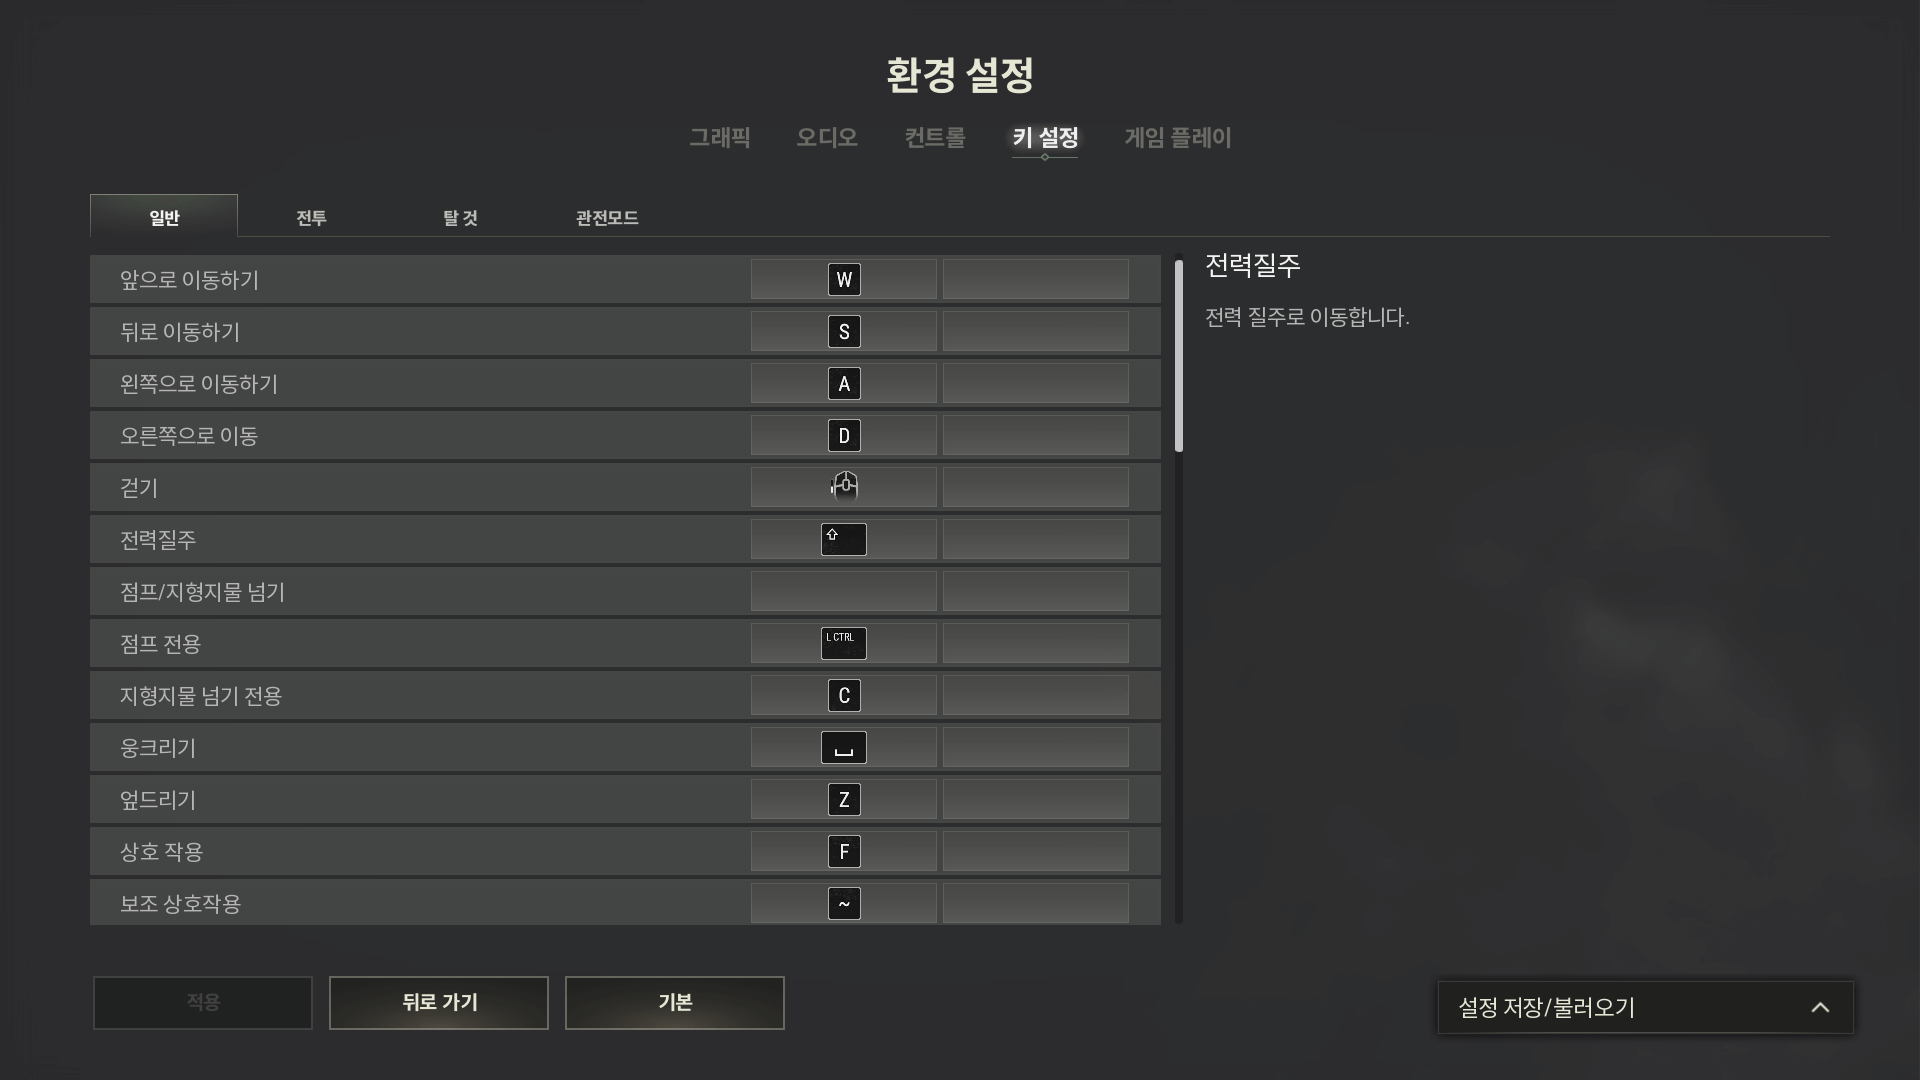 환경 설정
그래픽 오디오 컨트롤 키 설정 게임 플레이
일반 전투 탈 것 관전모드
앞으로 이동하기 W
뒤로 이동하기 S
왼쪽으로 이동하기 A
오른쪽으로 이동 D
걷기
전력질주
점프/지형지물 넘기
점프 전용 L CTRL
지형지물 넘기 전용 C
웅크리기
엎드리기 Z
상호 작용 F
보조 상호작용 ~
전력질주
전력 질주로 이동합니다.
적용 뒤로 가기 기본
설정 저장/불러오기